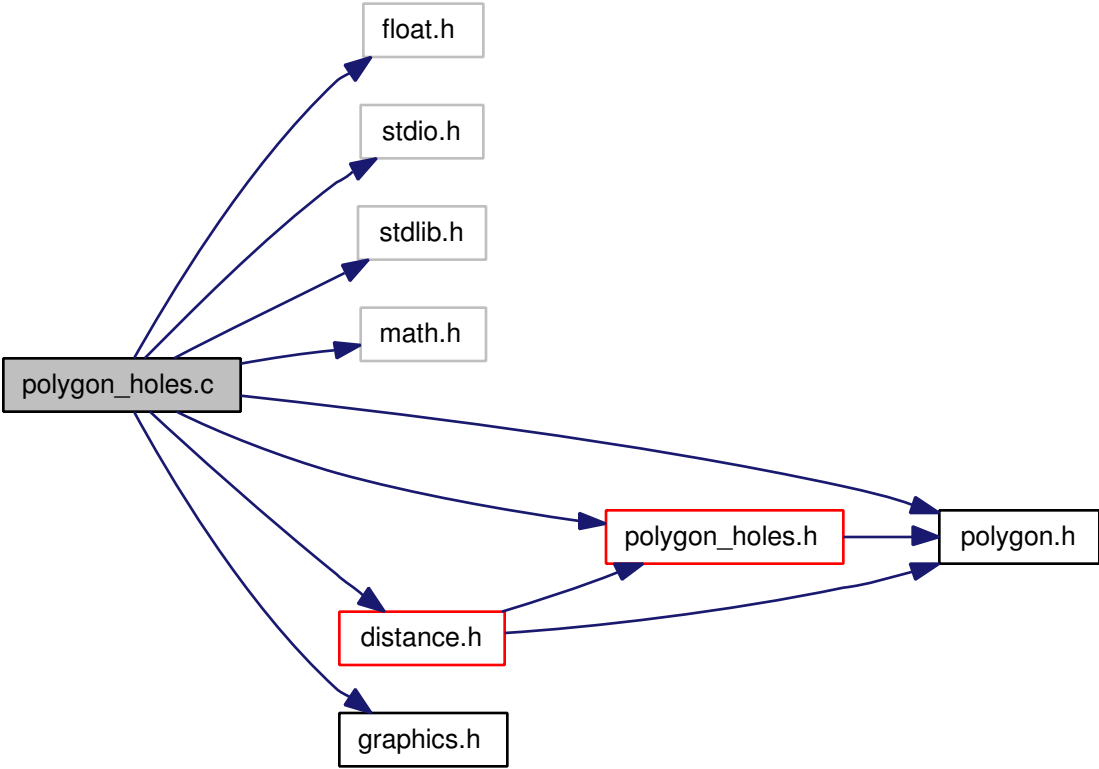 float.h
stdio.h
stdlib.h
math.h
polygon_holes.c
polygon_holes.h
polygon.h
distance.h
graphics.h